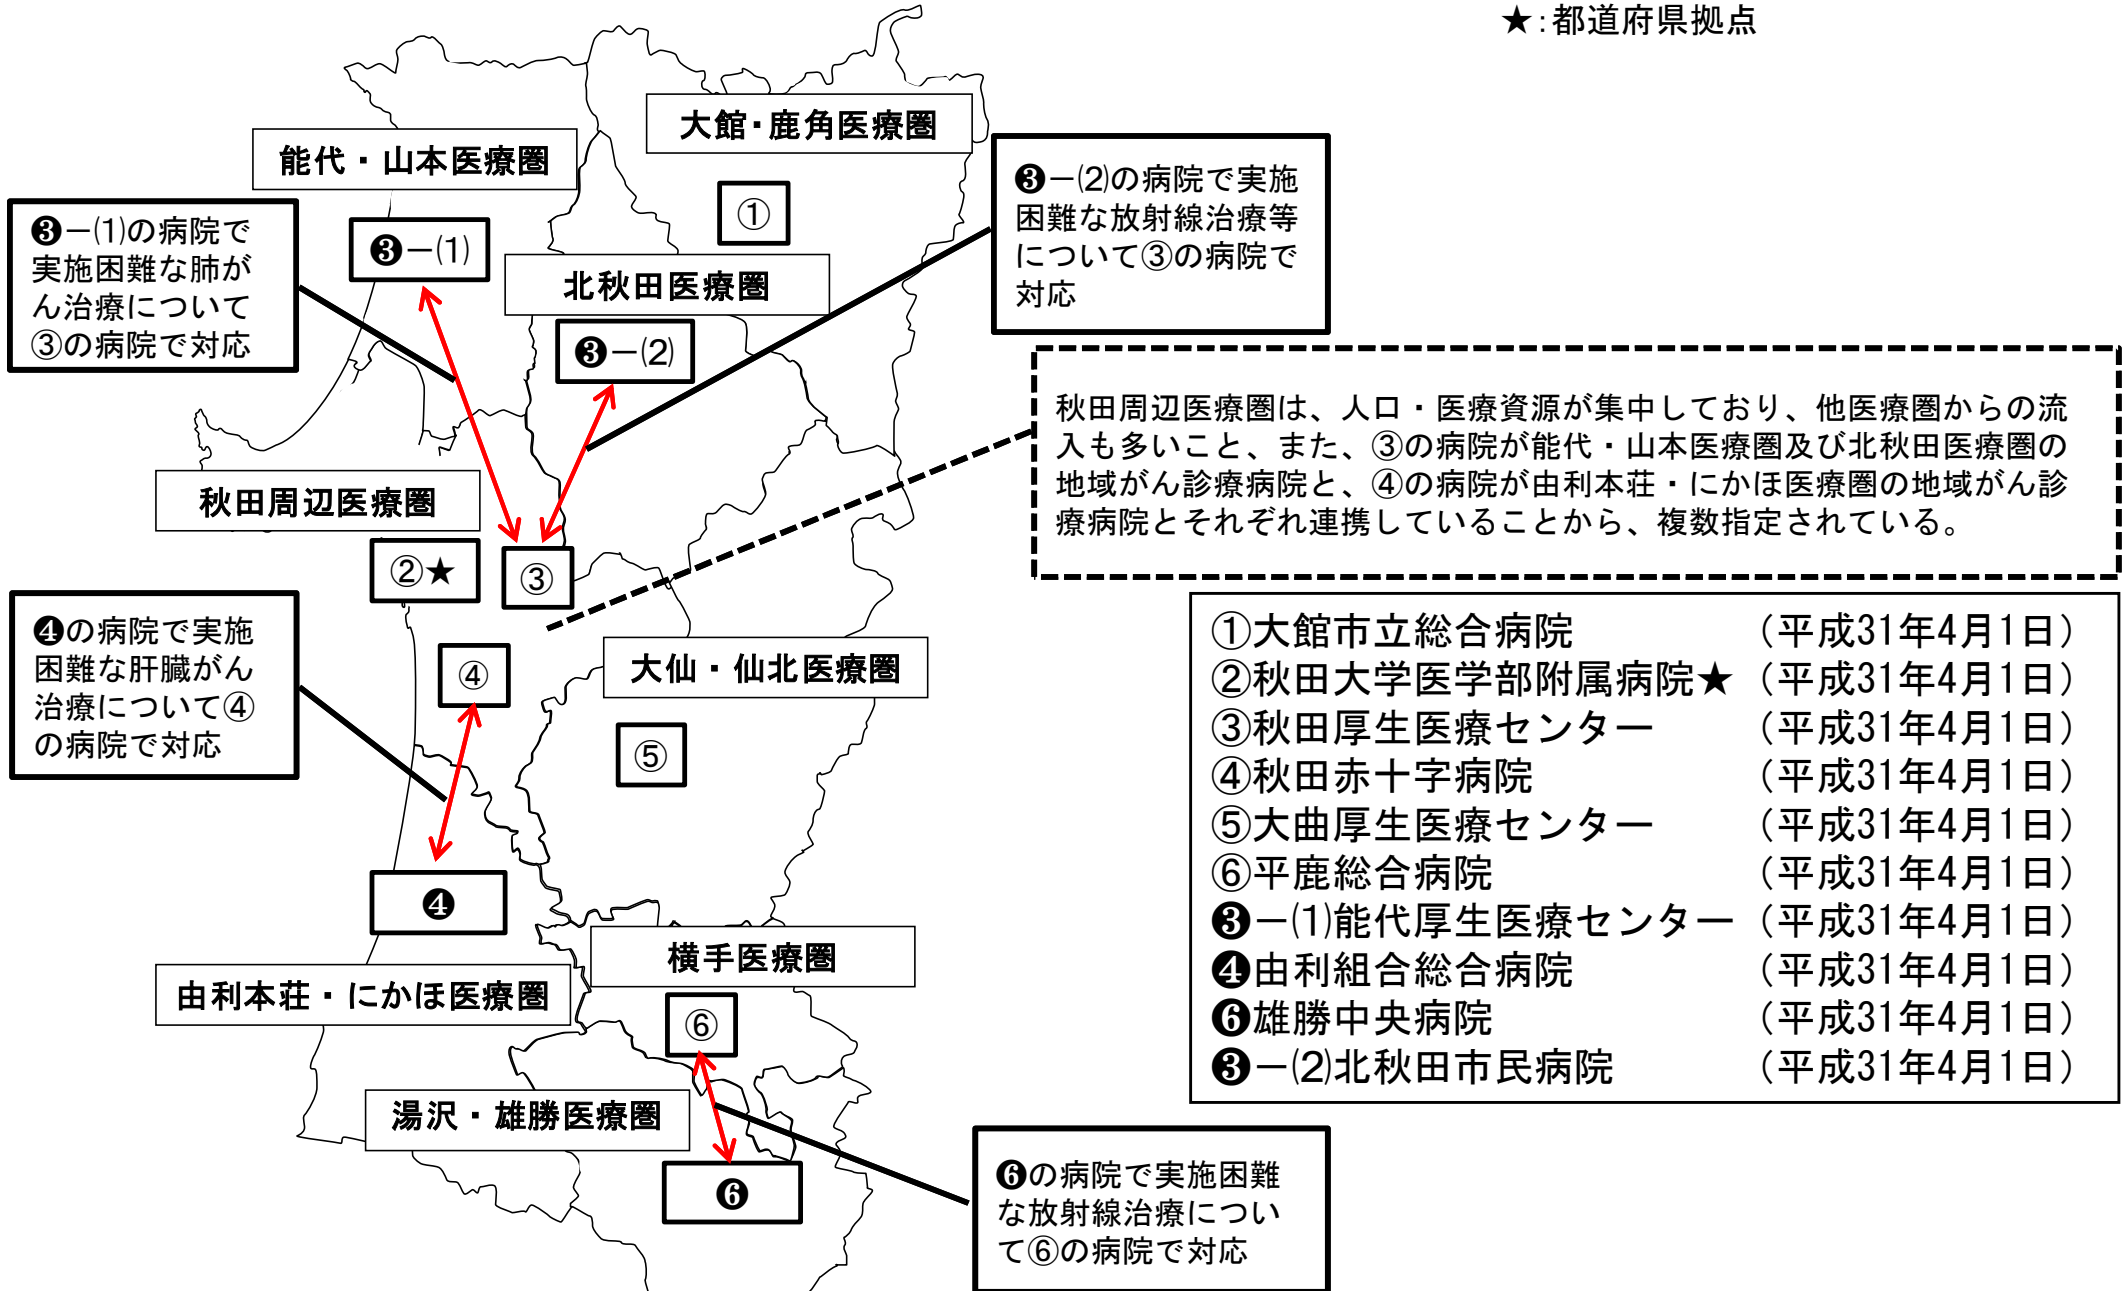 ★:都道府県拠点
大館・鹿角医療圏
能代・山本医療圏
①
❸－⑴の病院で
実施困難な肺が
ん治療について
③の病院で対応
❸－⑴
❸－⑵の病院で実施
困難な放射線治療等
について③の病院で
対応
北秋田医療圏
❸－⑵
秋田周辺医療圏は、人口・医療資源が集中しており、他医療圏からの流
入も多いこと、また、③の病院が能代・山本医療圏及び北秋田医療圏の
地域がん診療病院と、④の病院が由利本荘・にかほ医療圏の地域がん診
療病院とそれぞれ連携していることから、複数指定されている。
秋田周辺医療圏
②★
③
❹の病院で実施
困難な肝臓がん
治療について④
の病院で対応
④
大仙・仙北医療圏
⑤
❹
横手医療圏
由利本荘・にかほ医療圏
⑥
湯沢・雄勝医療圏
❻
❻の病院で実施困難
な放射線治療につい
て⑥の病院で対応
①大館市立総合病院 （平成31年4月1日）
②秋田大学医学部附属病院★ （平成31年4月1日）
③秋田厚生医療センター （平成31年4月1日）
④秋田赤十字病院 （平成31年4月1日）
⑤大曲厚生医療センター （平成31年4月1日）
⑥平鹿総合病院 （平成31年4月1日）
❸－⑴能代厚生医療センター （平成31年4月1日）
❹由利組合総合病院 （平成31年4月1日）
❻雄勝中央病院 （平成31年4月1日）
❸－⑵北秋田市民病院 （平成31年4月1日）